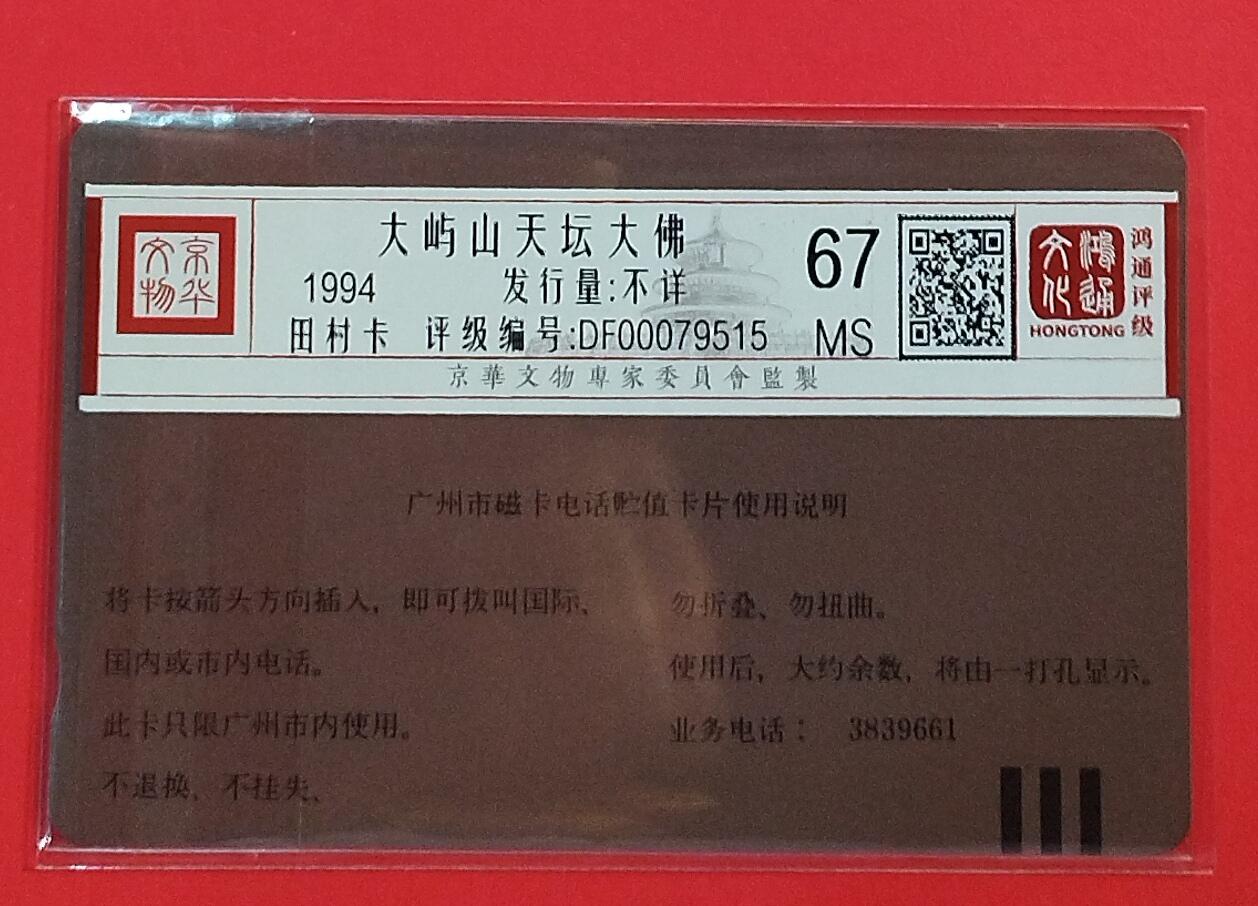 京华
文物
大屿山天坛大佛
1994 发行量:不详
田村卡 评级编号:DF00079515
67
MS
京華文物專家委員會監製
鸿通
文化
HONGTONG
鸿通评级
广州市磁卡电话贮值卡片使用说明
将卡按箭头方向插入，即可拨叫国际、
国内或市内电话。
此卡只限广州市内使用。
不退换、不挂失、
勿折叠、勿扭曲。
使用后，大约余数，将由一打孔显示。
业务电话： 3839661